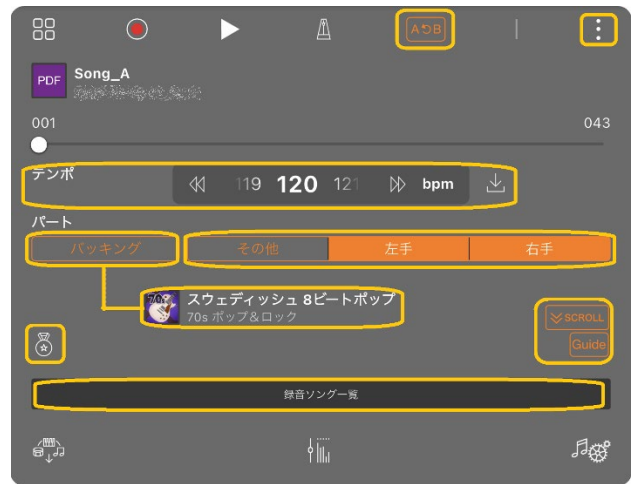 A⮌B
PDF
Song_A
001
043
テンポ
119 120 121 bpm
パート
バッキング その他 左手 右手
70s
スウェディッシュ 8ビートポップ
70s ポップ＆ロック
SCROLL
Guide
録音ソング一覧